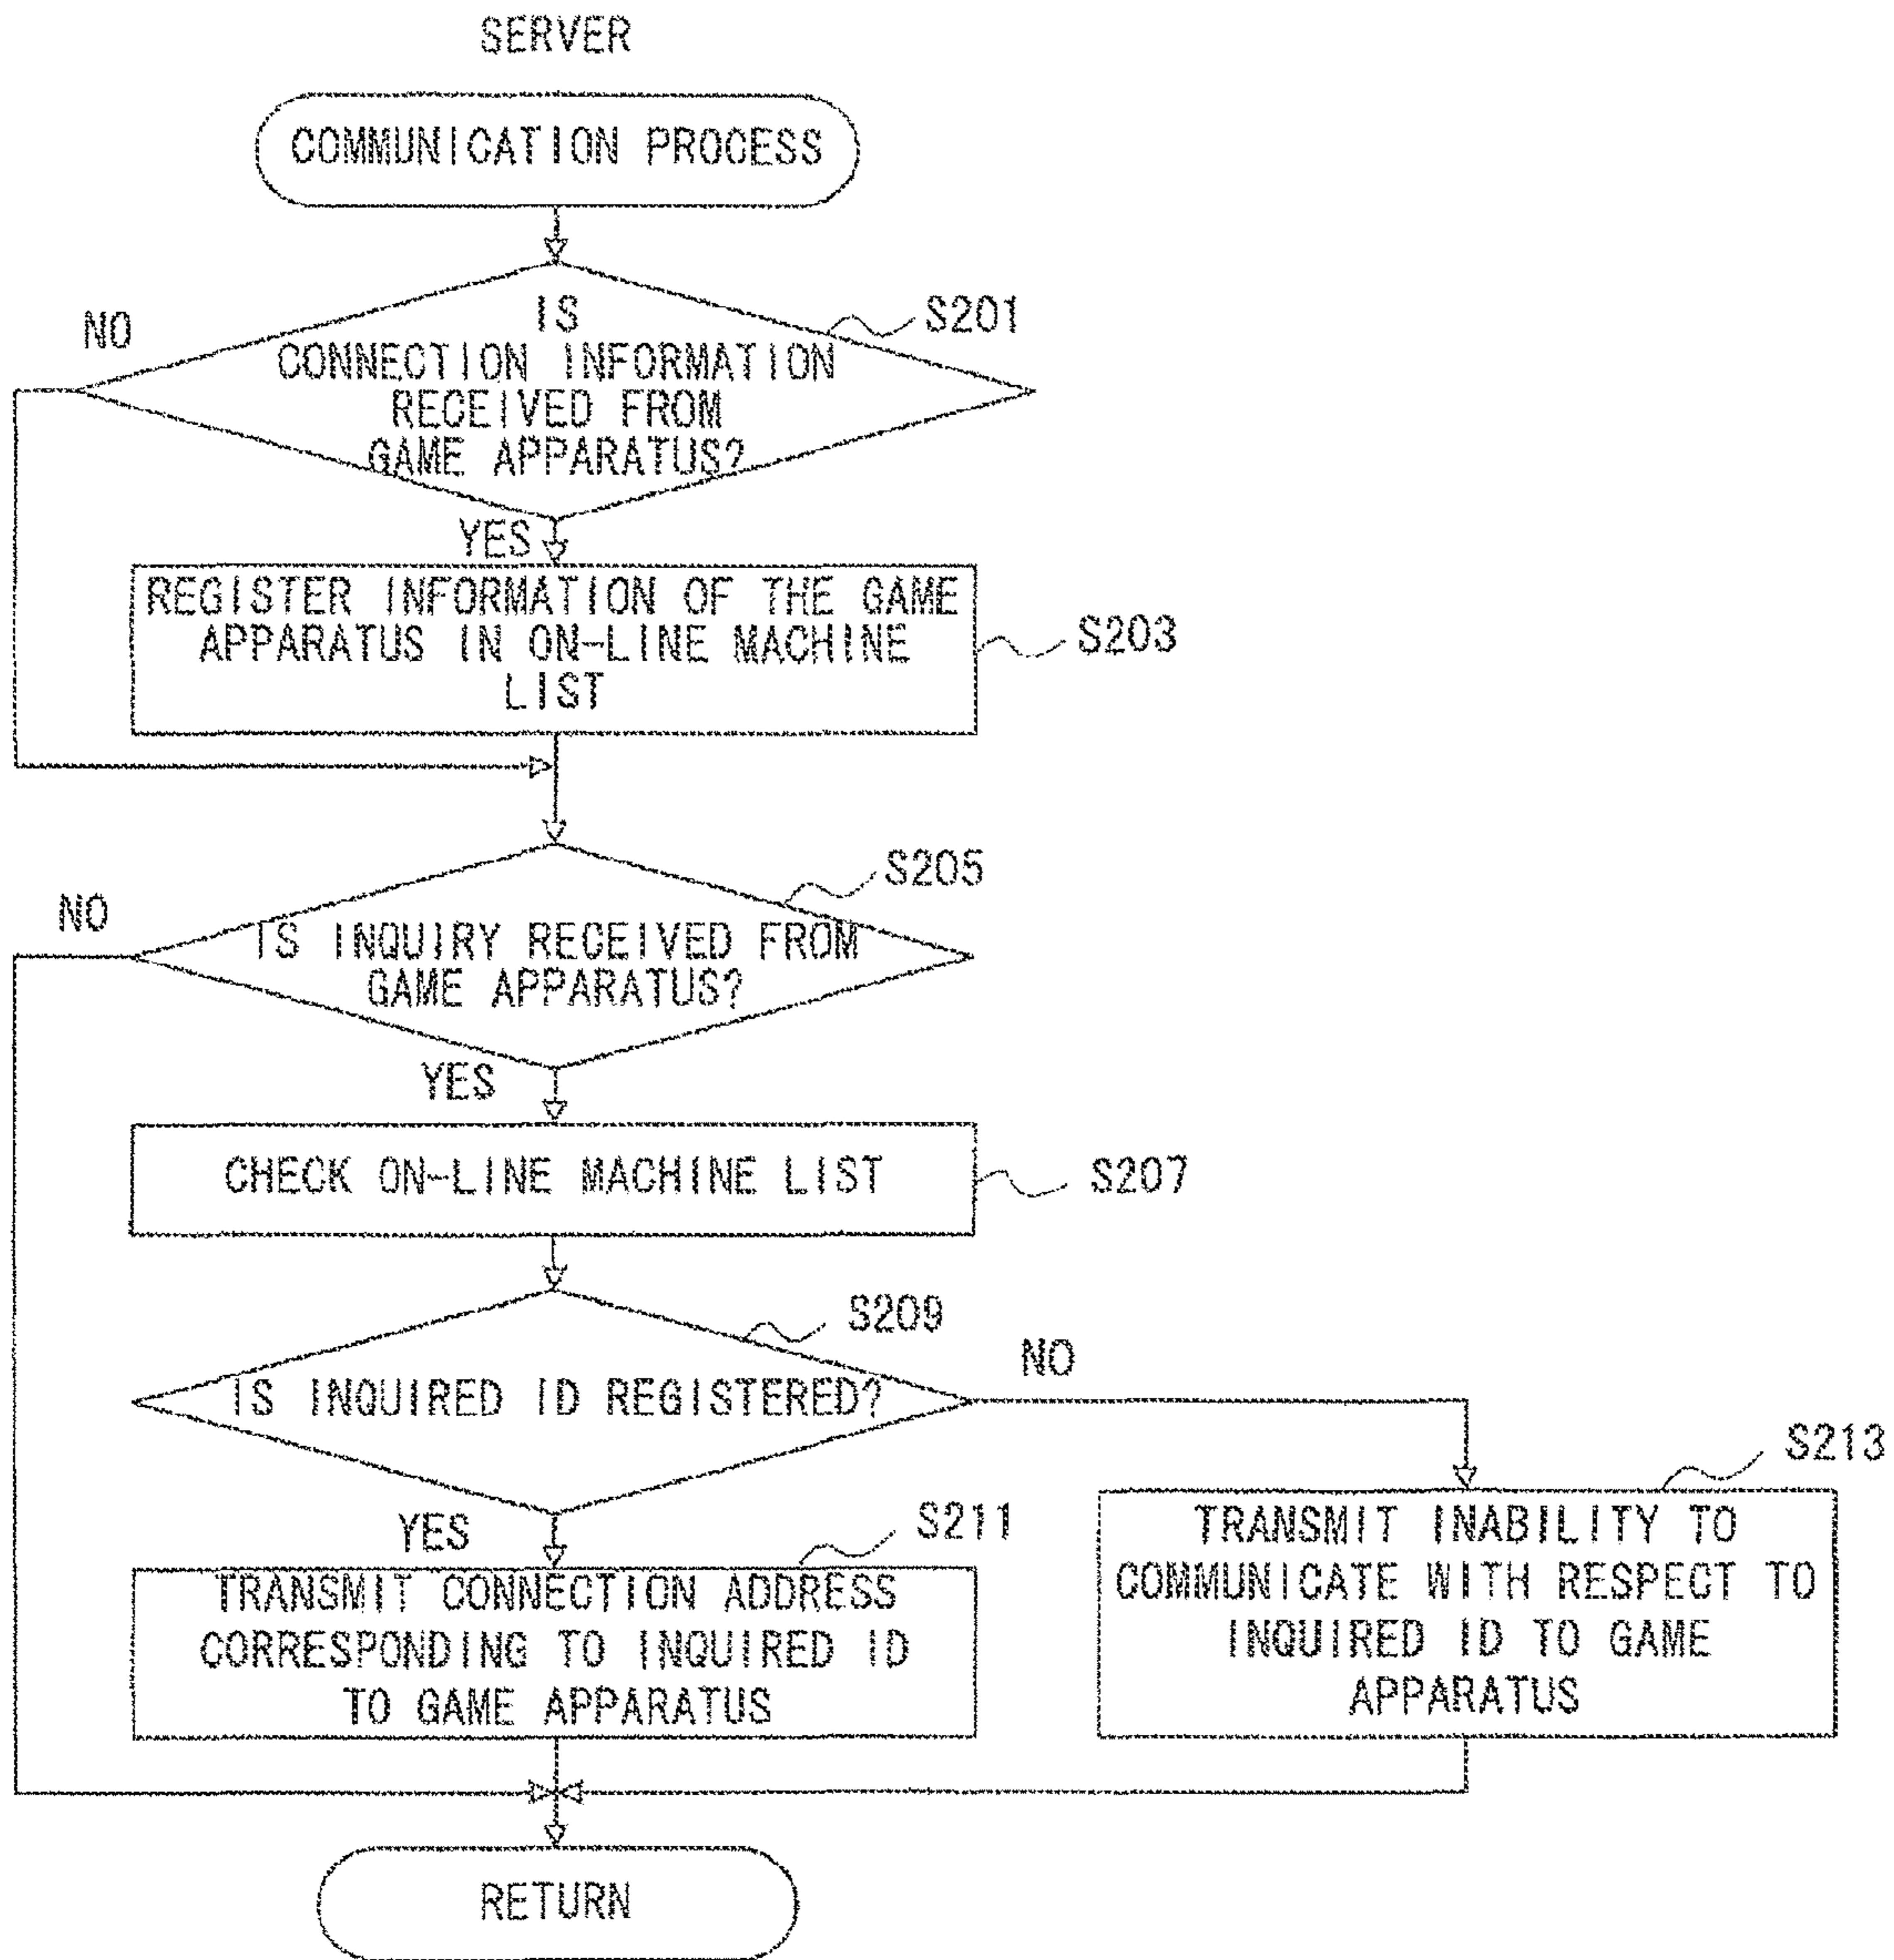 SERVER
COMMUNICATION PROCESS
NO
IS
CONNECTION INFORMATION
RECEIVED FROM
GAME APPARATUS?
S201
YES
REGISTER INFORMATION OF THE GAME
APPARATUS IN ON-LINE MACHINE
LIST
S203
S205
NO
IS INQUIRY RECEIVED FROM
GAME APPARATUS?
YES
CHECK ON-LINE MACHINE LIST
S207
S209
NO
IS INQUIRED ID REGISTERED?
S213
YES
S211
TRANSMIT CONNECTION ADDRESS
CORRESPONDING TO INQUIRED ID
TO GAME APPARATUS
TRANSMIT INABILITY TO
COMMUNICATE WITH RESPECT TO
INQUIRED ID TO GAME
APPARATUS
RETURN